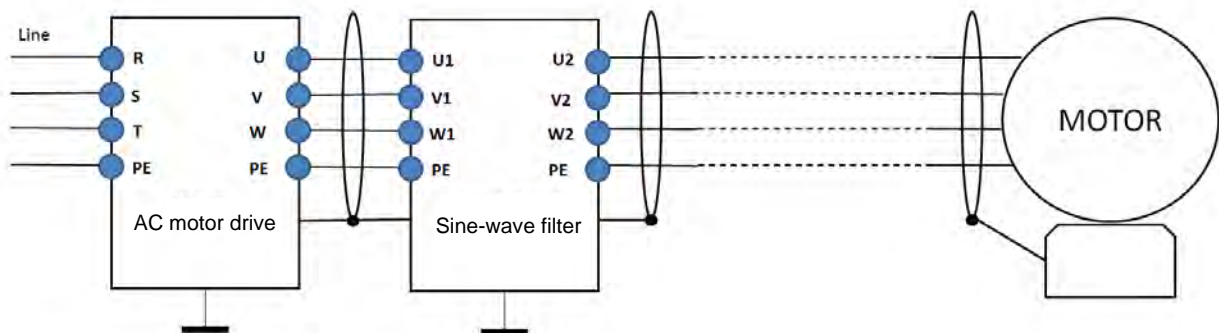 Line
R U U1 U2
S V V1 V2
T W W1 W2
PE PE PE PE
AC motor drive
Sine-wave filter
MOTOR